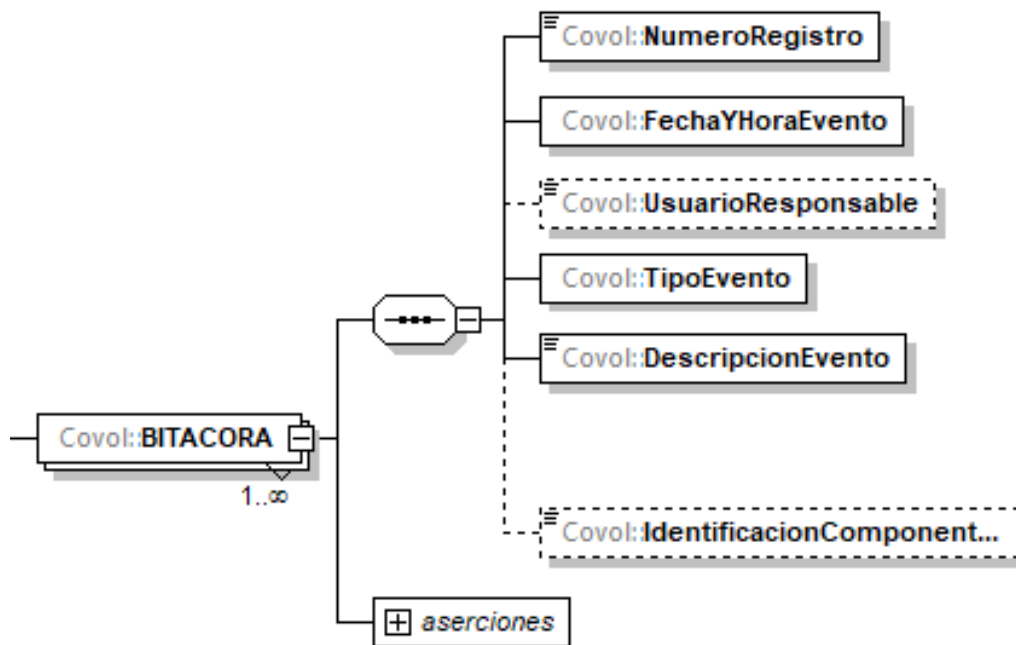 Covol::NumeroRegistro
Covol::FechaYHoraEvento
Covol::UsuarioResponsable
Covol::TipoEvento
Covol::DescripcionEvento
Covol::BITACORA
1..∞
Covol::IdentificacionComponent...
aserciones